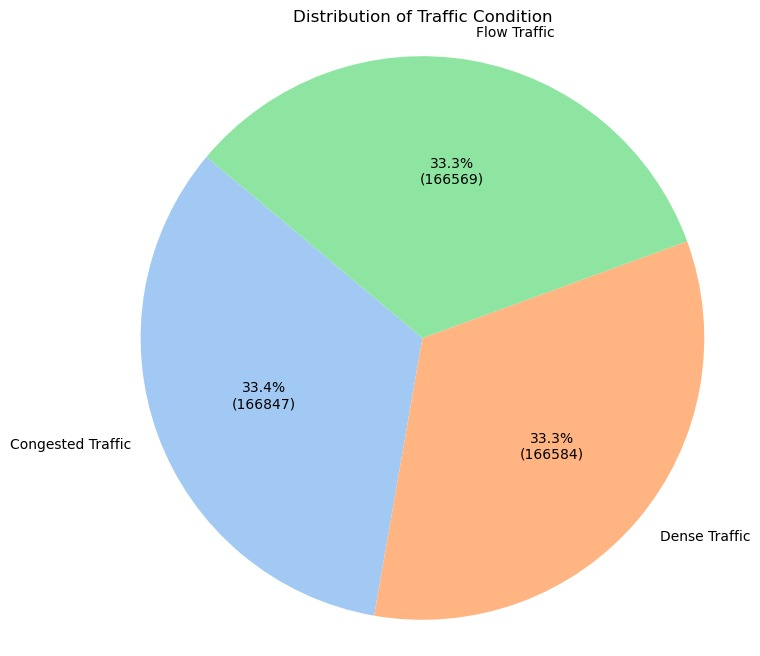 Distribution of Traffic Condition
Flow Traffic
33.3%
(166569)
33.4%
(166847)
Congested Traffic
33.3%
(166584)
Dense Traffic